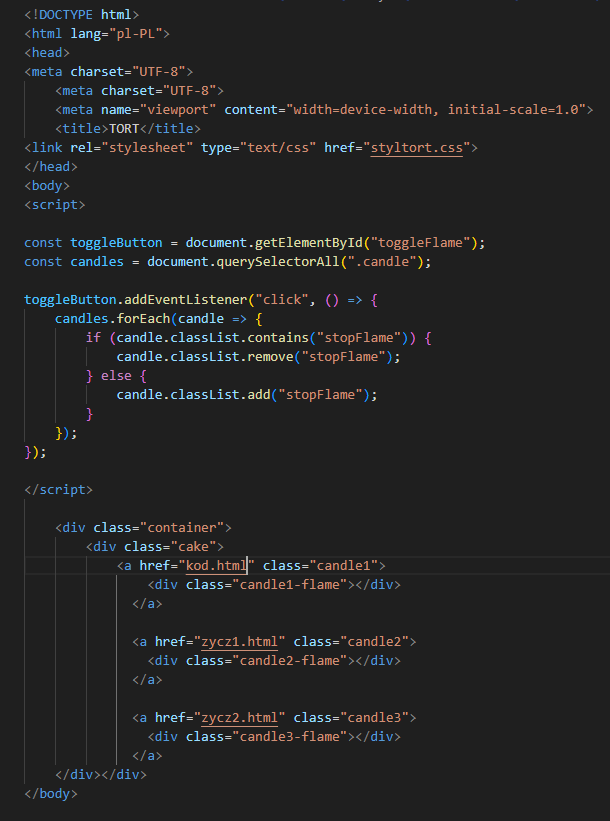 <!DOCTYPE html>
<html lang="pl-PL">
<head>
<meta charset="UTF-8">
    <meta charset="UTF-8">
    <meta name="viewport" content="width=device-width, initial-scale=1.0">
    <title>TORT</title>
<link rel="stylesheet" type="text/css" href="styltort.css">
</head>
<body>
<script>

const toggleButton = document.getElementById("toggleFlame");
const candles = document.querySelectorAll(".candle");

toggleButton.addEventListener("click", () => {
    candles.forEach(candle => {
        if (candle.classList.contains("stopFlame")) {
            candle.classList.remove("stopFlame");
        } else {
            candle.classList.add("stopFlame");
        }
    });
});

</script>

    <div class="container">
        <div class="cake">
            <a href="kod.html" class="candle1">
                <div class="candle1-flame"></div>
              </a>

              <a href="zycz1.html" class="candle2">
                <div class="candle2-flame"></div>
              </a>

              <a href="zycz2.html" class="candle3">
                <div class="candle3-flame"></div>
              </a>
    </div></div>
</body>